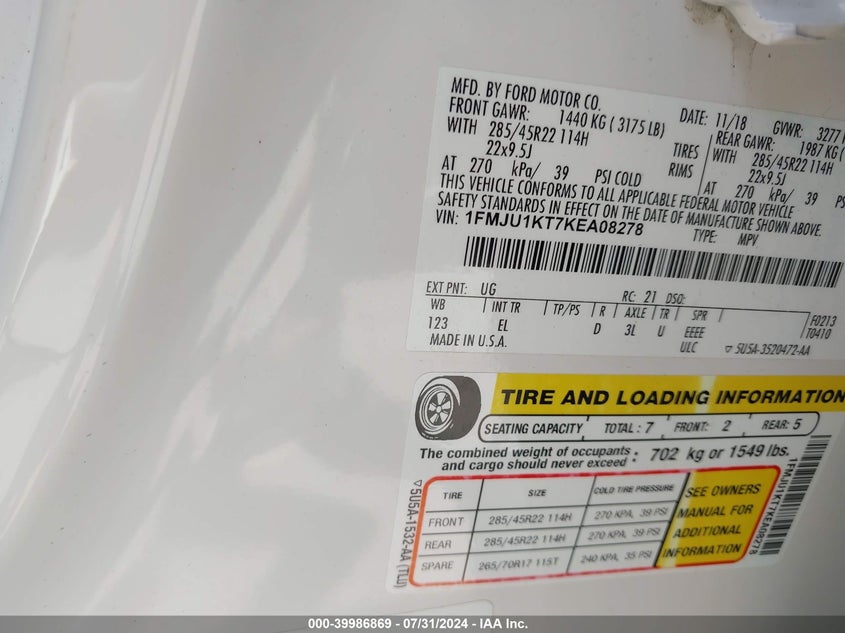 MFD. BY FORD MOTOR CO.
DATE: 11/18 GVWR: 3277
FRONT GAWR: 1440 KG ( 3175 LB)
REAR GAWR: 1987 KG (
WITH 285/45R22 114H TIRES WITH 285/45R22 114H
22x9.5J RIMS 22x9.5J
AT 270 kPa/ 39 PSI COLD AT 270 kPa/ 39 PS
THIS VEHICLE CONFORMS TO ALL APPLICABLE FEDERAL MOTOR VEHICLE
SAFETY STANDARDS IN EFFECT ON THE DATE OF MANUFACTURE SHOWN ABOVE.
VIN: 1FMJU1KT7KEA08278
TYPE: MPV
EXT PNT: UG RC: 21 DSO:
WB INT TR TP/PS R AXLE TR SPR F0213
123 EL D 3L U EEEE T0410
MADE IN U.S.A. ULC 5U5A-3520472-AA
TIRE AND LOADING INFORMATION
SEATING CAPACITY TOTAL : 7 FRONT: 2 REAR: 5
The combined weight of occupants and cargo should never exceed : 702 kg or 1549 lbs.
TIRE SIZE COLD TIRE PRESSURE
FRONT 285/45R22 114H 270 KPA, 39 PSI
REAR 285/45R22 114H 270 KPA, 39 PSI
SPARE 265/70R17 115T 240 KPA, 35 PSI
SEE OWNERS
MANUAL FOR
ADDITIONAL
INFORMATION
5U5A-1532-AA (TLU)
1FMJU1KT7KEA08278
000-39986869 / 07/31/2024 - IAA Inc.